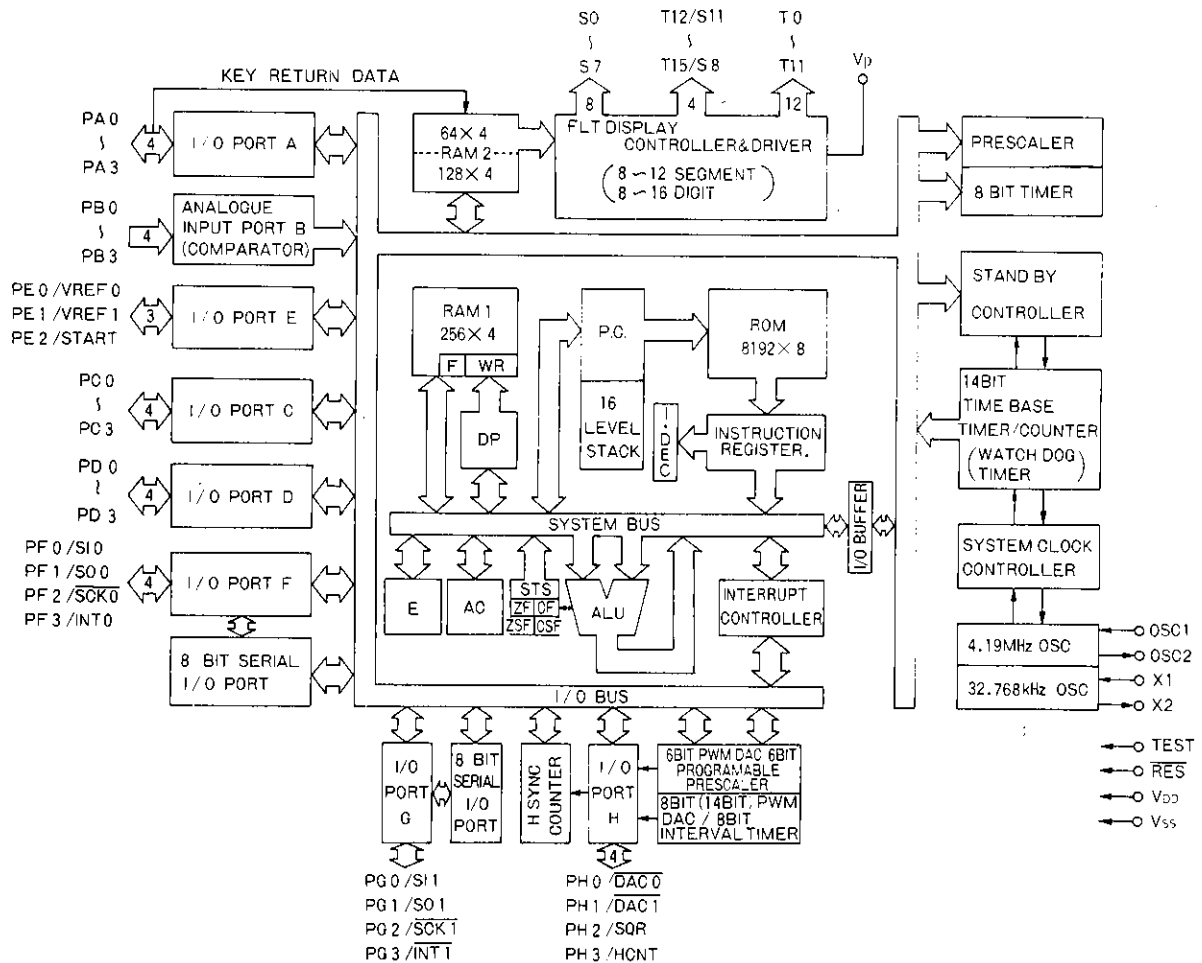 S0
~
S7
T12/S11
~
T15/S8
T0
~
T11
Vp
KEY RETURN DATA
8
4
12
PA0
~
PA3
4
I/O PORT A
64×4
RAM 2
128×4
FLT DISPLAY
CONTROLLER&DRIVER
(8~12 SEGMENT
8~16 DIGIT)
PRESCALER
8 BIT TIMER
PB0
~
PB3
4
ANALOGUE
INPUT PORT B
(COMPARATOR)
PE0/VREF0
PE1/VREF1
PE2/START
3
I/O PORT E
RAM 1
256×4
F
WR
DP
P.C.
16
LEVEL
STACK
ROM
8192×8
STAND BY
CONTROLLER
PC0
~
PC3
4
I/O PORT C
I·DEC
INSTRUCTION
REGISTER.
14BIT
TIME BASE
TIMER/COUNTER
(WATCH DOG
TIMER)
PD0
~
PD3
4
I/O PORT D
SYSTEM BUS
I/O BUFFER
PF0/SI0
PF1/SO0
PF2/S̅C̅K̅0̅
PF3/INT0
4
I/O PORT F
E
AC
STS
ZF
CF
ZSF
CSF
ALU
INTERRUPT
CONTROLLER
SYSTEM CLOCK
CONTROLLER
8 BIT SERIAL
I/O PORT
4.19MHz OSC
32.768kHz OSC
OSC1
OSC2
X1
X2
I/O BUS
TEST
R̅E̅S̅
VDD
VSS
I/O
PORT
G
8 BIT
SERIAL
I/O
PORT
H SYNC
COUNTER
I/O
PORT
H
6BIT PWM DAC 6BIT
PROGRAMABLE
PRESCALER
8BIT(14BIT, PWM
DAC / 8BIT
INTERVAL TIMER
4
PG0/SI1
PG1/SO1
PG2/S̅C̅K̅1̅
PG3/I̅N̅T̅1̅
PH0/D̅A̅C̅0̅
PH1/D̅A̅C̅1̅
PH2/SQR
PH3/HCNT